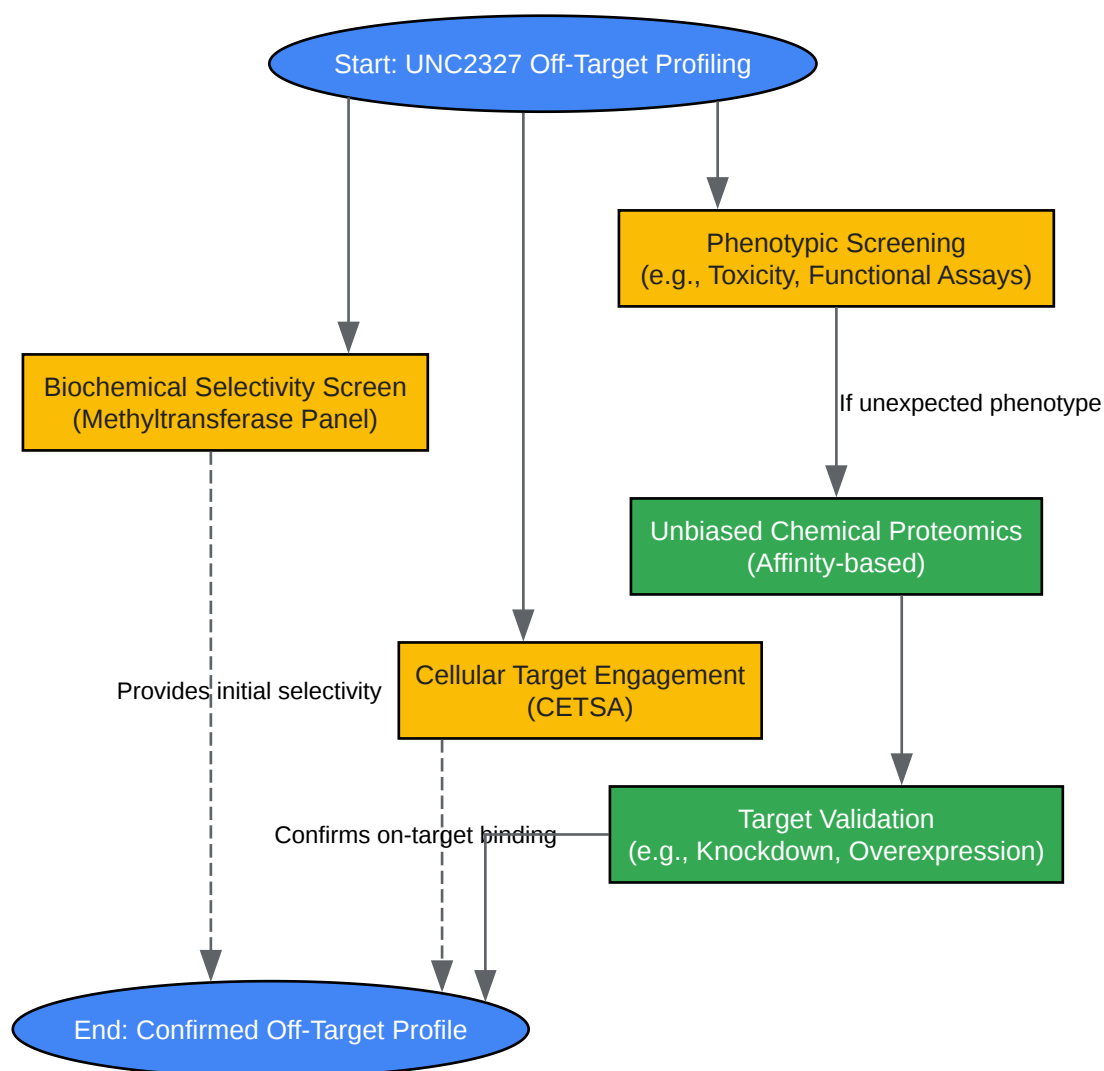 Start: UNC2327 Off-Target Profiling
Phenotypic Screening
(e.g., Toxicity, Functional Assays)
Biochemical Selectivity Screen
(Methyltransferase Panel)
If unexpected phenotype
Unbiased Chemical Proteomics
(Affinity-based)
Provides initial selectivity
Cellular Target Engagement
(CETSA)
Target Validation
(e.g., Knockdown, Overexpression)
Confirms on-target binding
End: Confirmed Off-Target Profile